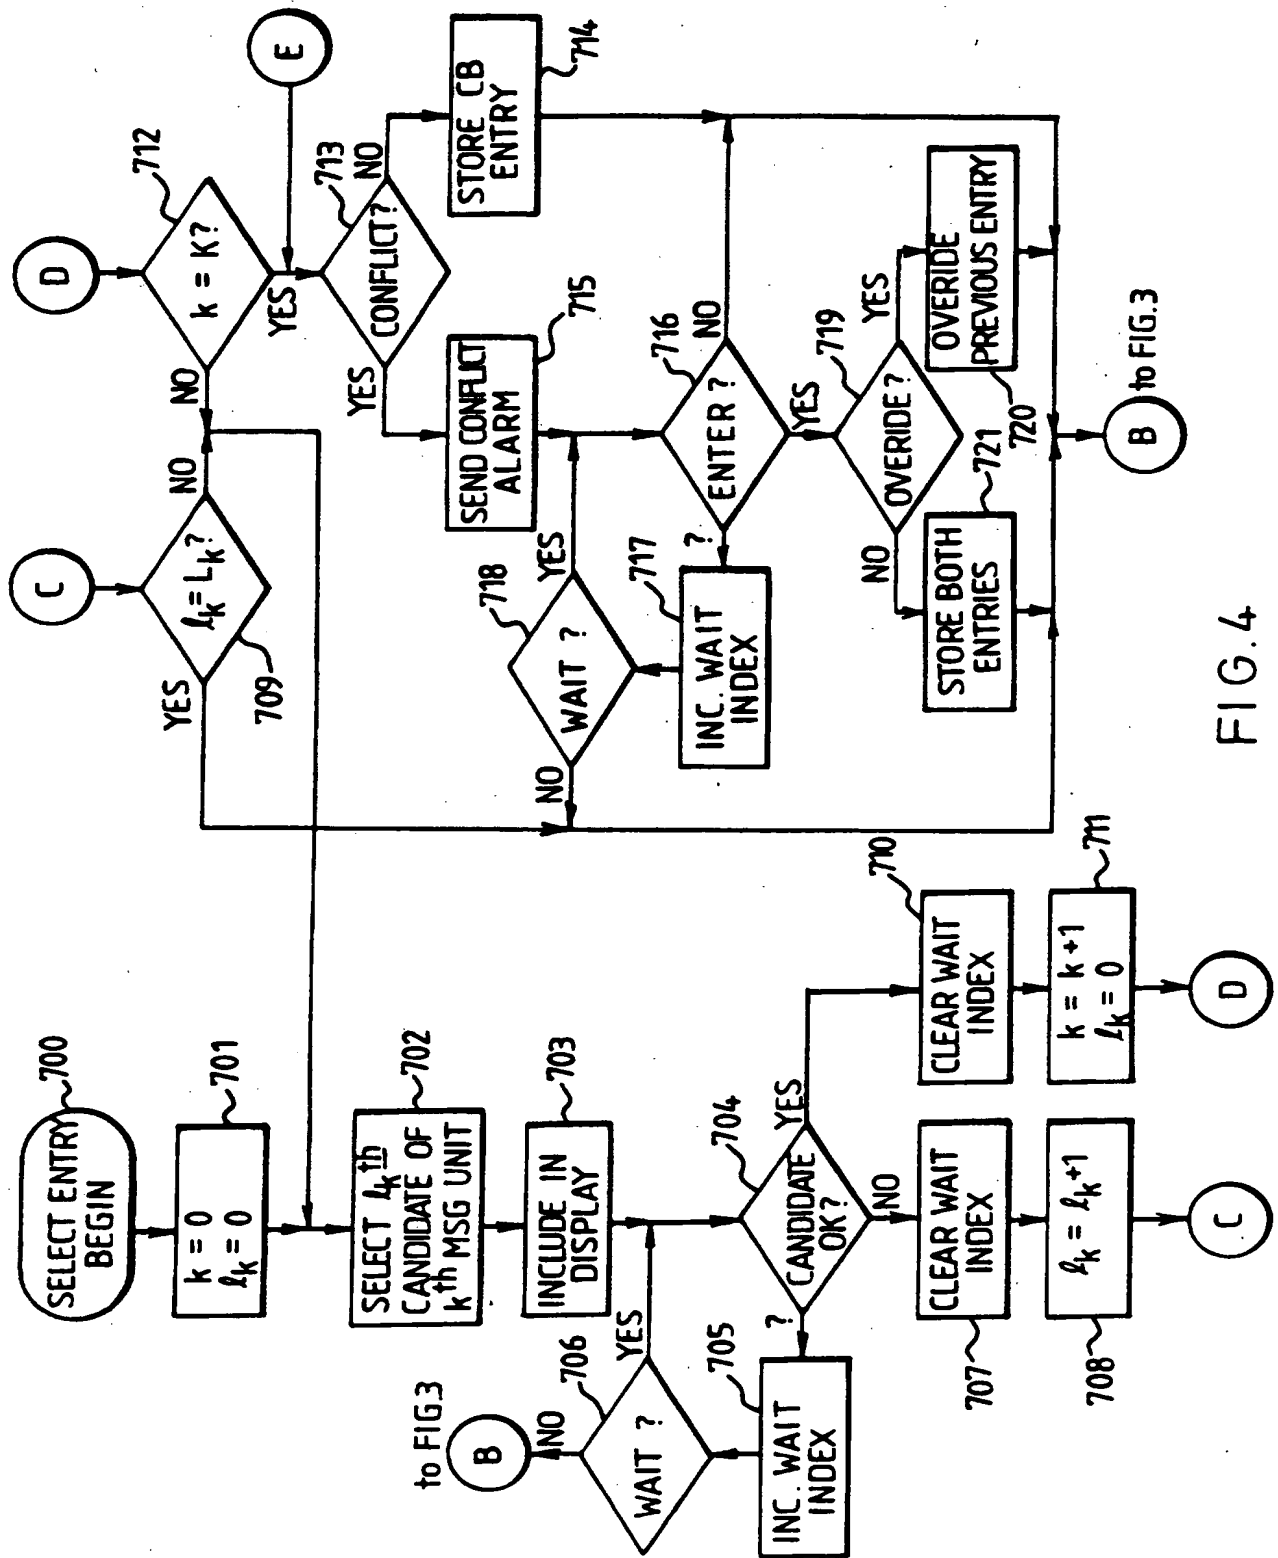 SELECT ENTRY
BEGIN
700
k = 0
ℓk = 0
701
SELECT ℓk th
CANDIDATE OF
k th MSG UNIT
702
INCLUDE IN
DISPLAY
703
to FIG.3
B
NO
WAIT ?
706
YES
CANDIDATE
OK?
704
YES
NO
?
INC. WAIT
INDEX
705
CLEAR WAIT
INDEX
707
ℓk = ℓk+1
708
C
CLEAR WAIT
INDEX
710
k = k+1
ℓk = 0
711
D
C
ℓk = Lk?
709
YES
NO
D
k = K?
712
NO
YES
E
CONFLICT?
713
YES
NO
STORE CB
ENTRY
714
SEND CONFLICT
ALARM
715
ENTER ?
716
NO
YES
?
INC. WAIT
INDEX
717
WAIT ?
718
YES
NO
OVERRIDE?
719
YES
NO
OVERRIDE
PREVIOUS ENTRY
720
STORE BOTH
ENTRIES
721
B
to FIG.3
FIG.4